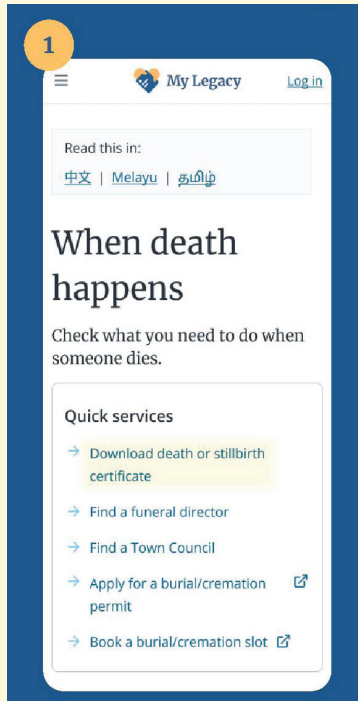 1
My Legacy
Log in
Read this in:
中文 | Melayu | தமிழ்
When death
happens
Check what you need to do when
someone dies.
Quick services
Download death or stillbirth
certificate
Find a funeral director
Find a Town Council
Apply for a burial/cremation
permit
Book a burial/cremation slot